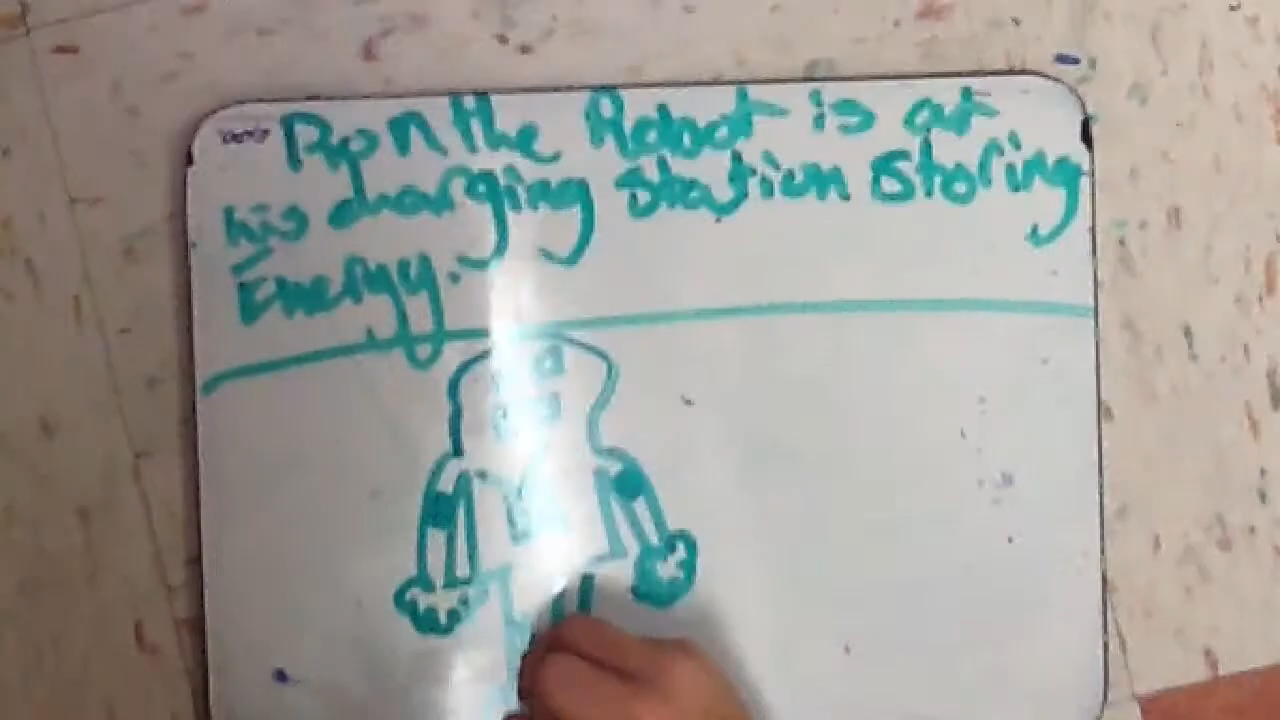 Ron the Robot is at
his charging station storing
Energy.